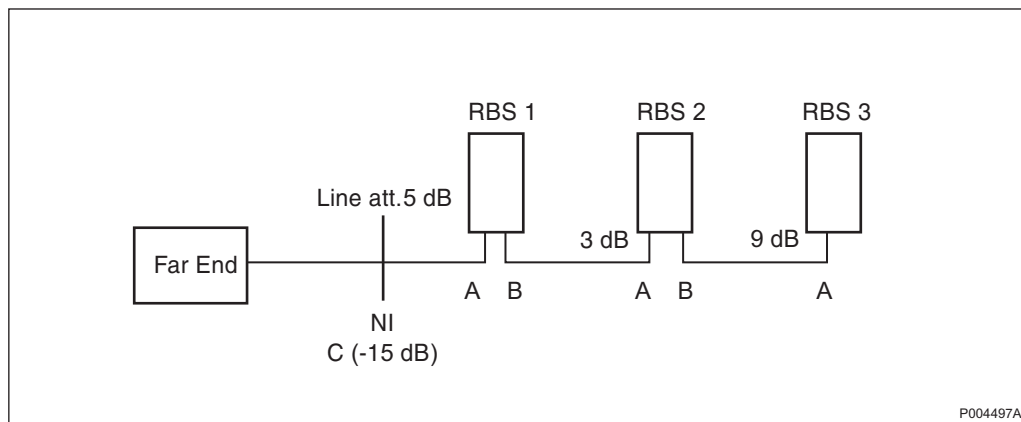 RBS 1
RBS 2
RBS 3
Line att.5 dB
3 dB
9 dB
Far End
A
B
A
B
A
NI
C (-15 dB)
P004497A